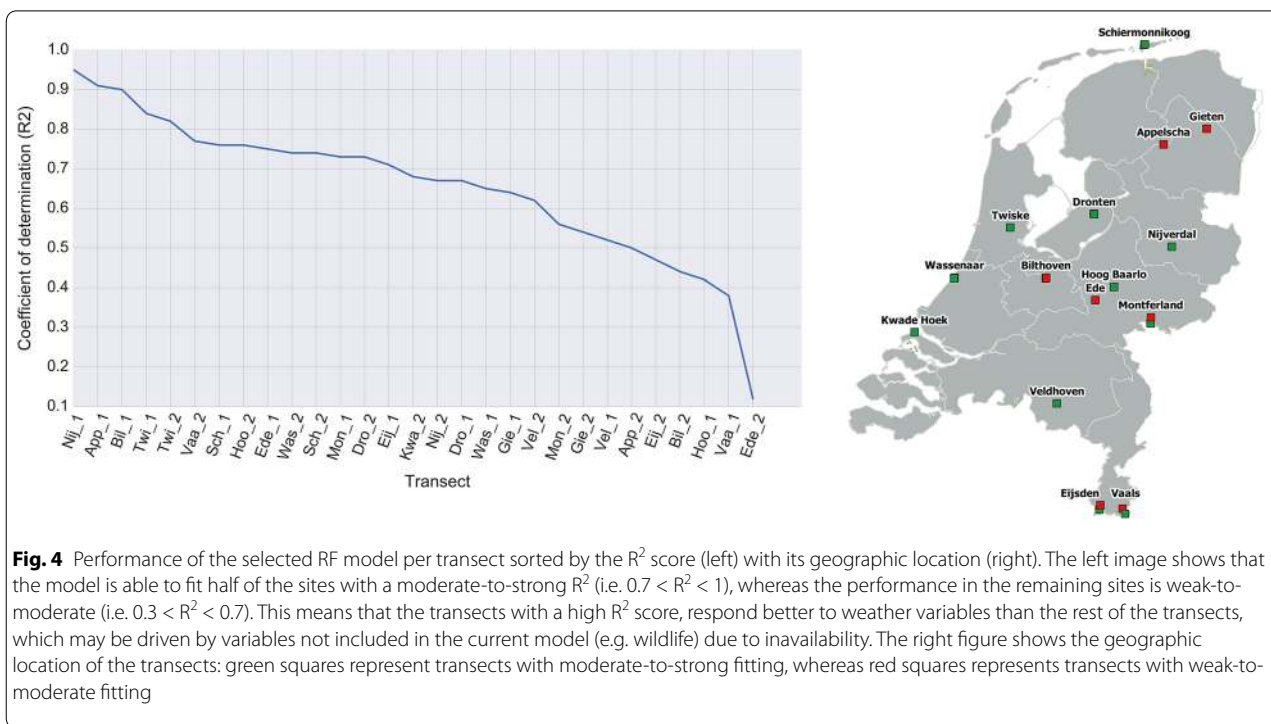 1.0
0.9
0.8
0.7
0.6
0.5
0.4
0.3
0.2
0.1
Coefficient of determination (R2)
Nij_1
App_1
Bil_1
Twi_1
Twi_2
Vaa_2
Sch_1
Hoo_2
Ede_1
Was_2
Sch_2
Mon_1
Dro_2
Eij_1
Kwa_2
Nij_2
Dro_1
Was_1
Gie_1
Vel_2
Mon_2
Gie_2
Vel_1
App_2
Eij_2
Bil_2
Hoo_1
Vaa_1
Ede_2
Transect
Schiermonnikoog
Gieten
Appelscha
Dronten
Twiske
Nijverdal
Wassenaar
Bilthoven
Hoog Baarlo
Ede
Montferland
Kwade Hoek
Veldhoven
Eijsden
Vaals
Fig. 4 Performance of the selected RF model per transect sorted by the R² score (left) with its geographic location (right). The left image shows that
the model is able to fit half of the sites with a moderate-to-strong R² (i.e. 0.7 < R² < 1), whereas the performance in the remaining sites is weak-to-
moderate (i.e. 0.3 < R² < 0.7). This means that the transects with a high R² score, respond better to weather variables than the rest of the transects,
which may be driven by variables not included in the current model (e.g. wildlife) due to inavailability. The right figure shows the geographic
location of the transects: green squares represent transects with moderate-to-strong fitting, whereas red squares represents transects with weak-to-
moderate fitting